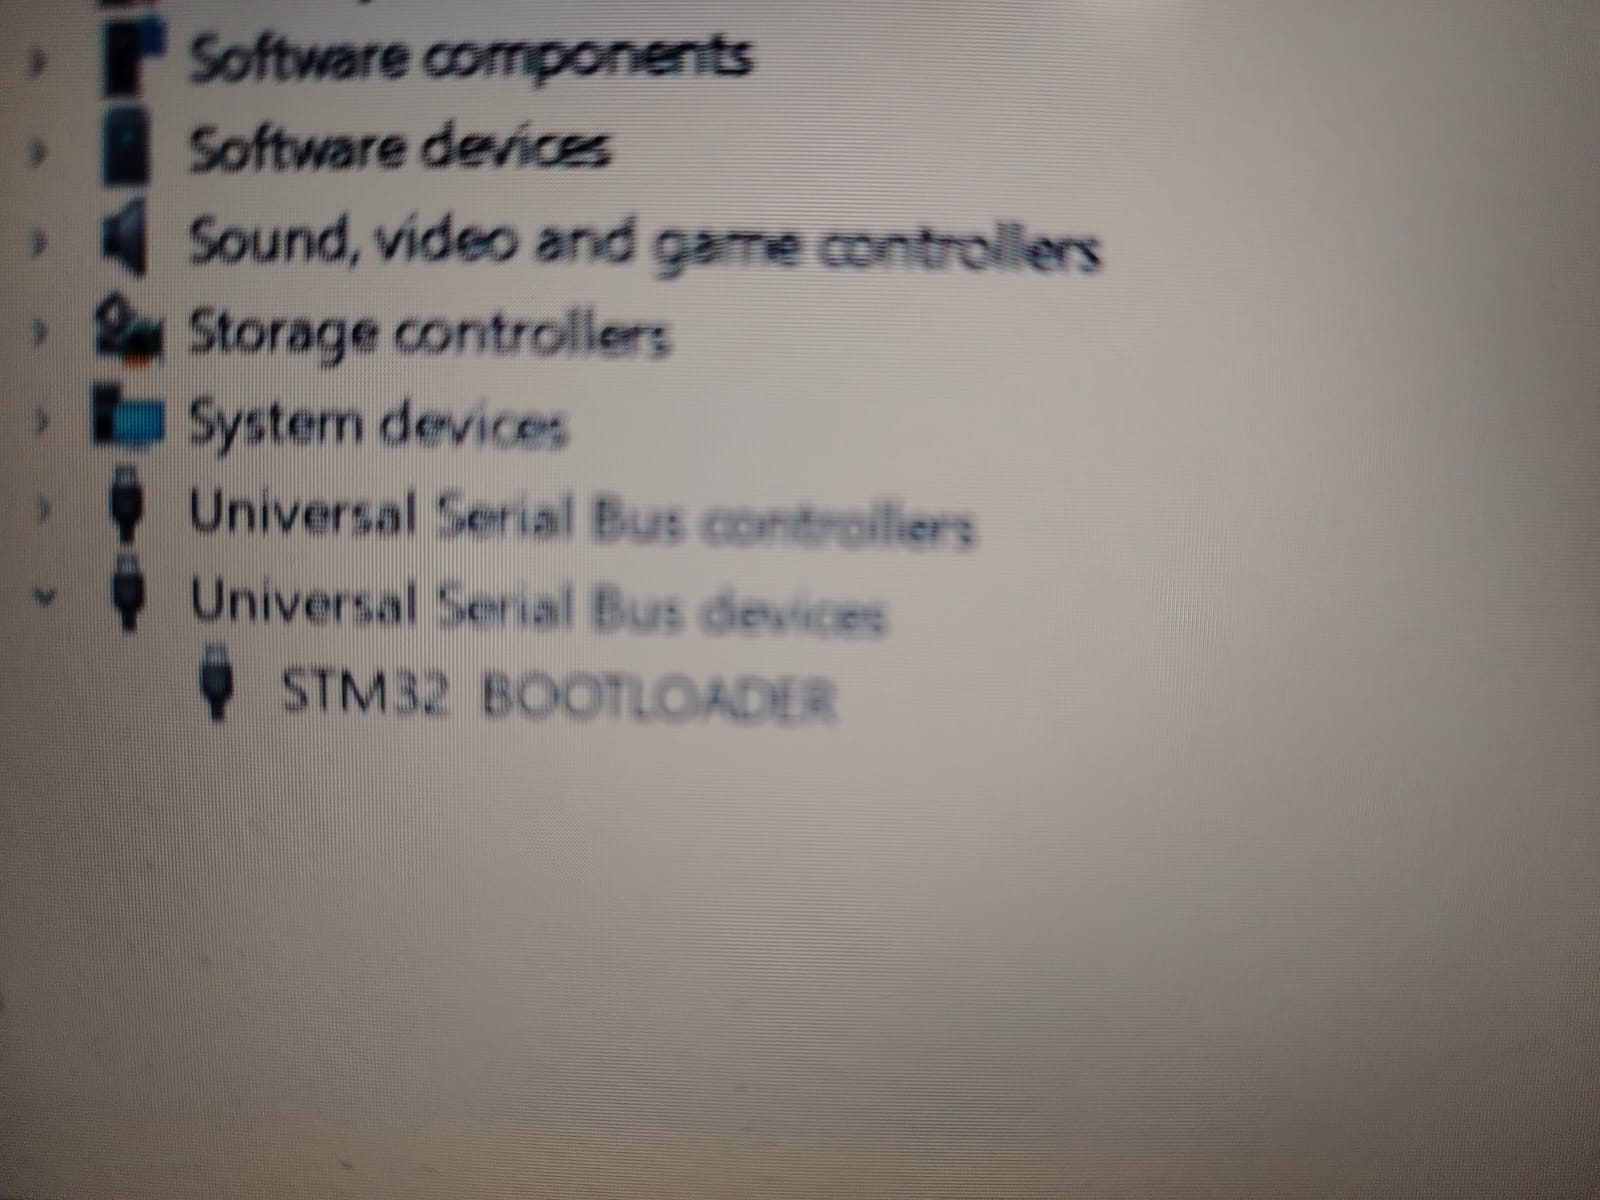 Software components
Software devices
Sound, video and game controllers
Storage controllers
System devices
Universal Serial Bus controllers
Universal Serial Bus devices
STM32 BOOTLOADER